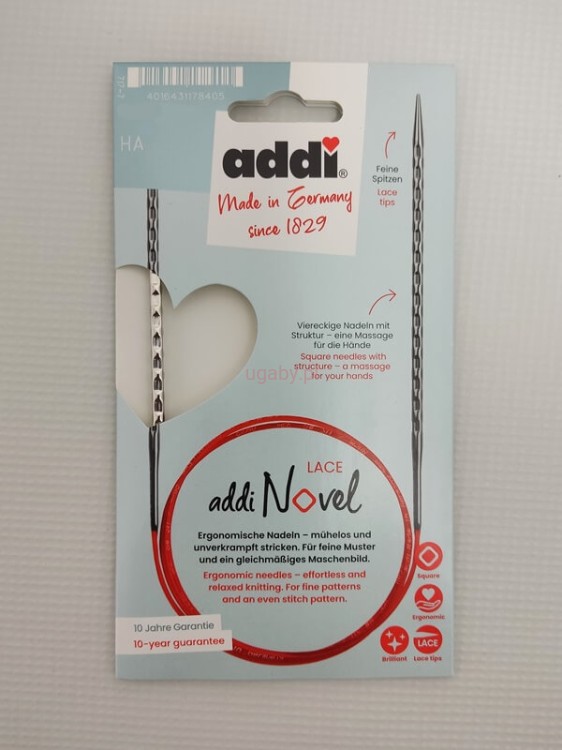 717-7
4016431178405
HA
addi®
Made in Germany
since 1829
Feine
Spitzen
Lace
tips
Viereckige Nadeln mit
Struktur – eine Massage
für die Hände
Square needles with
structure – a massage
for your hands
LACE
addi Novel
Ergonomische Nadeln – mühelos und
unverkrampft stricken. Für feine Muster
und ein gleichmäßiges Maschenbild.
Ergonomic needles – effortless and
relaxed knitting. For fine patterns
and an even stitch pattern.
Square
Ergonomic
LACE
Brilliant
Lace tips
10 Jahre Garantie
10-year guarantee